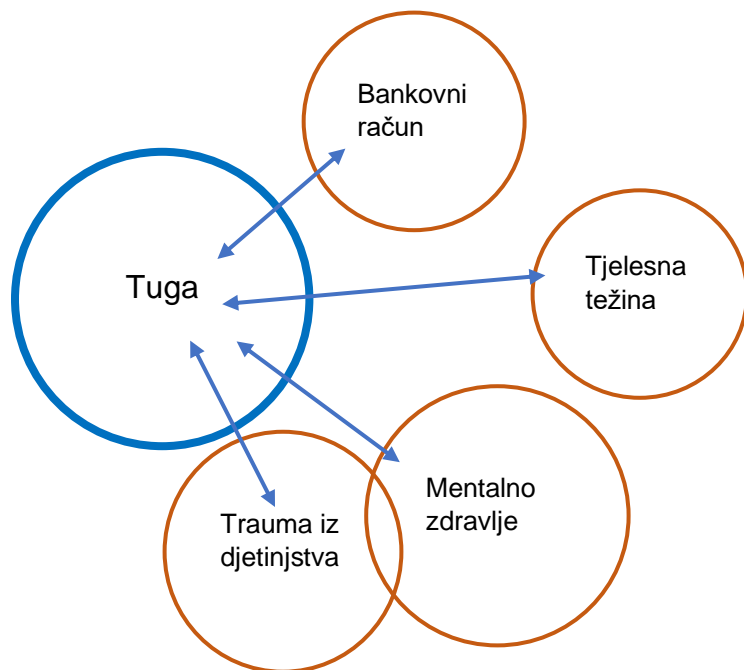 Bankovni
račun
Tuga
Tjelesna
težina
Mentalno
zdravlje
Trauma iz
djetinjstva